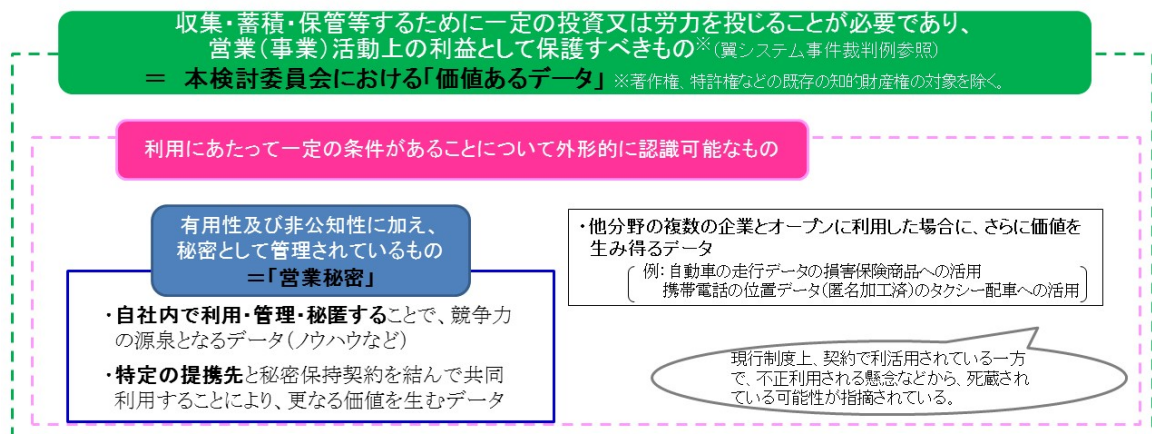 収集・蓄積・保管等するために一定の投資又は労力を投じることが必要であり、
営業(事業)活動上の利益として保護すべきもの※(翼システム事件裁判例参照)
＝ 本検討委員会における「価値あるデータ」 ※著作権、特許権などの既存の知的財産権の対象を除く。
利用にあたって一定の条件があることについて外形的に認識可能なもの
有用性及び非公知性に加え、
秘密として管理されているもの
＝「営業秘密」
・自社内で利用・管理・秘匿することで、競争力
の源泉となるデータ(ノウハウなど)
・特定の提携先と秘密保持契約を結んで共同
利用することにより、更なる価値を生むデータ
・他分野の複数の企業とオープンに利用した場合に、さらに価値を
生み得るデータ
例：自動車の走行データの損害保険商品への活用
携帯電話の位置データ(匿名加工済)のタクシー配車への活用
現行制度上、契約で利活用されている一方
で、不正利用される懸念などから、死蔵され
ている可能性が指摘されている。